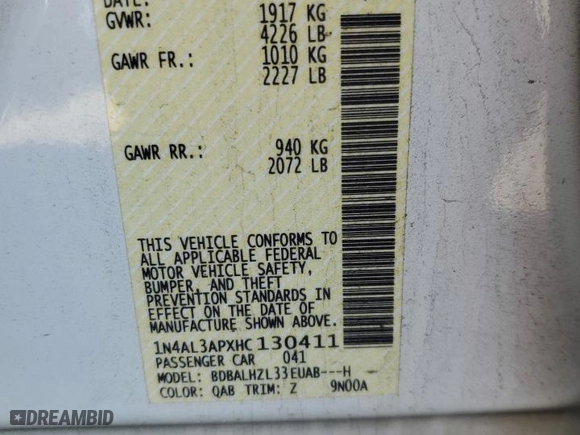 DATE:
GVWR: 1917 KG
4226 LB
GAWR FR.: 1010 KG
2227 LB
GAWR RR.: 940 KG
2072 LB
THIS VEHICLE CONFORMS TO
ALL APPLICABLE FEDERAL
MOTOR VEHICLE SAFETY,
BUMPER, AND THEFT
PREVENTION STANDARDS IN
EFFECT ON THE DATE OF
MANUFACTURE SHOWN ABOVE.
1N4AL3APXHC130411
PASSENGER CAR 041
MODEL: BDBALHZL33EUAB---H
COLOR: QAB TRIM: Z 9N00A
DREAMBID